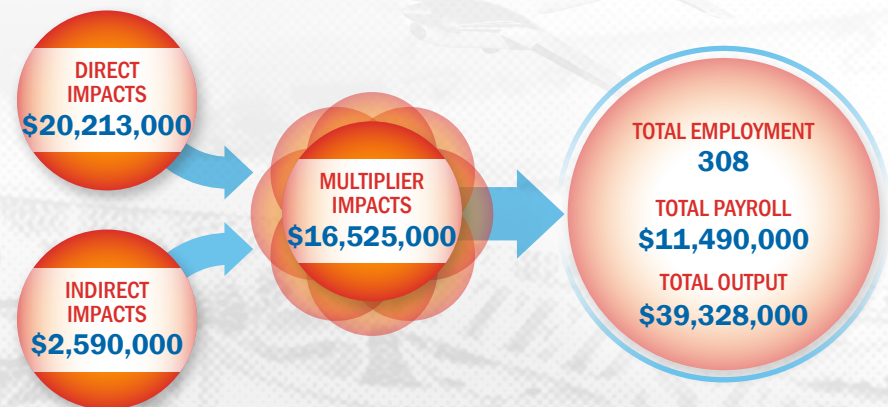 DIRECT
IMPACTS
$20,213,000
INDIRECT
IMPACTS
$2,590,000
MULTIPLIER
IMPACTS
$16,525,000
TOTAL EMPLOYMENT
308
TOTAL PAYROLL
$11,490,000
TOTAL OUTPUT
$39,328,000